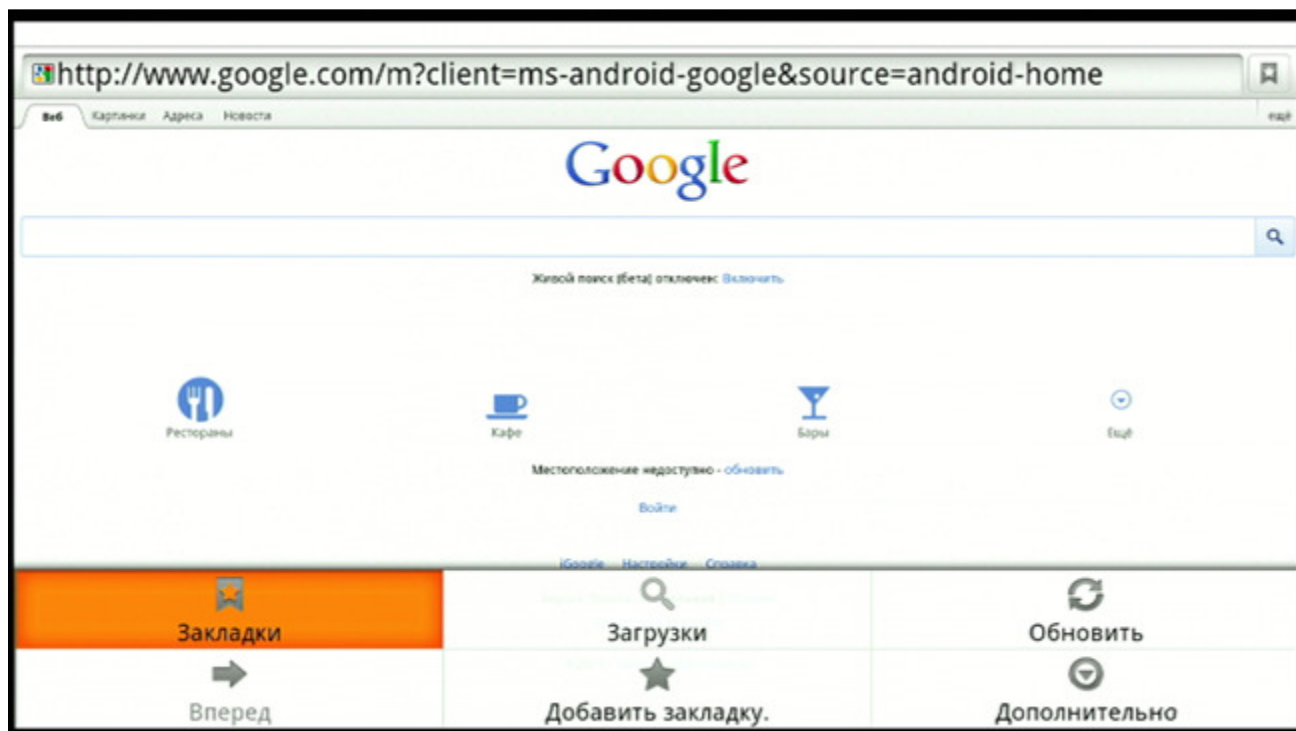 http://www.google.com/m?client=ms-android-google&source=android-home
Веб Картинки Адреса Новости ещё
Google
Живой поиск (бета) отключен: Включить
Рестораны Кафе Бары Ещё
Местоположение недоступно - обновить
Войти
iGoogle Настройки Справка
Закладки Загрузки Обновить
Вперед Добавить закладку. Дополнительно